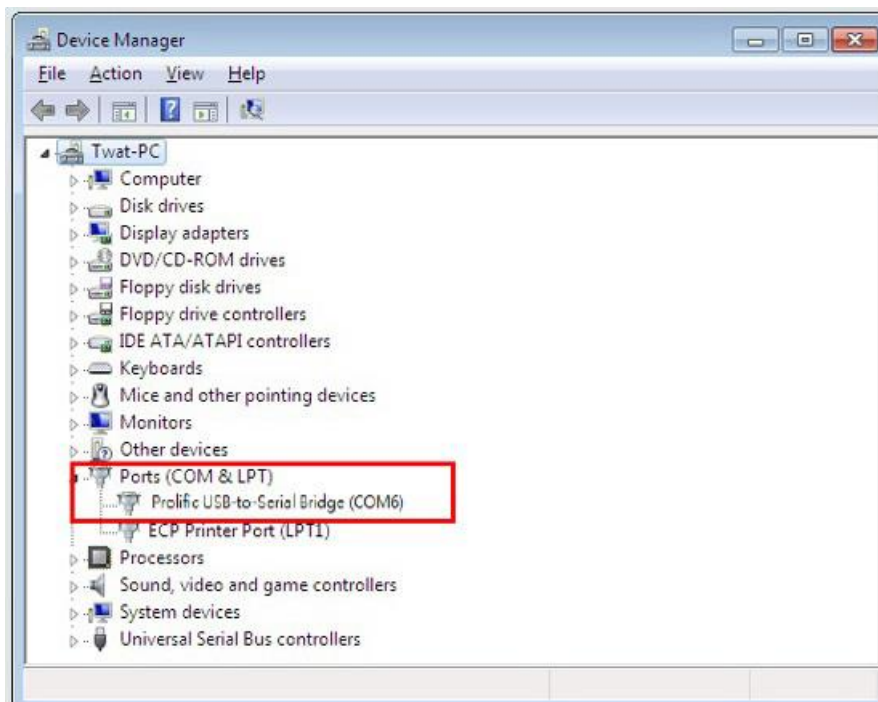 Device Manager
File Action View Help
Twat-PC
Computer
Disk drives
Display adapters
DVD/CD-ROM drives
Floppy disk drives
Floppy drive controllers
IDE ATA/ATAPI controllers
Keyboards
Mice and other pointing devices
Monitors
Other devices
Ports (COM & LPT)
Prolific USB-to-Serial Bridge (COM6)
ECP Printer Port (LPT1)
Processors
Sound, video and game controllers
System devices
Universal Serial Bus controllers